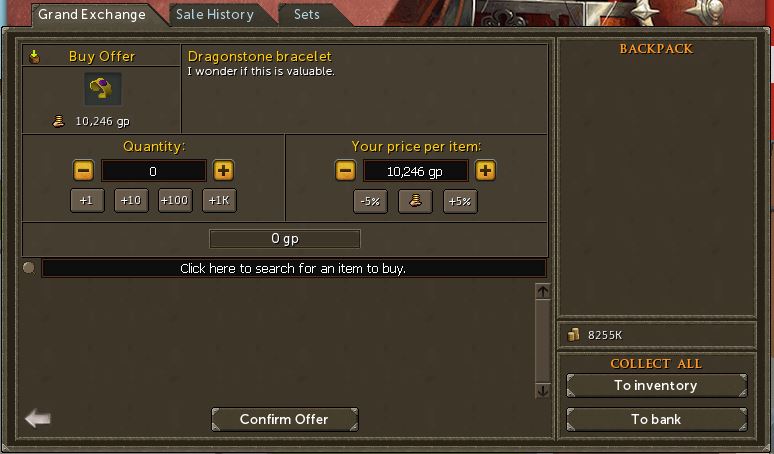 Grand Exchange
Sale History
Sets
Buy Offer
10,246 gp
Dragonstone bracelet
I wonder if this is valuable.
Quantity:
0
+1
+10
+100
+1K
Your price per item:
10,246 gp
-5%
+5%
0 gp
Click here to search for an item to buy.
Confirm Offer
BACKPACK
8255K
COLLECT ALL
To inventory
To bank